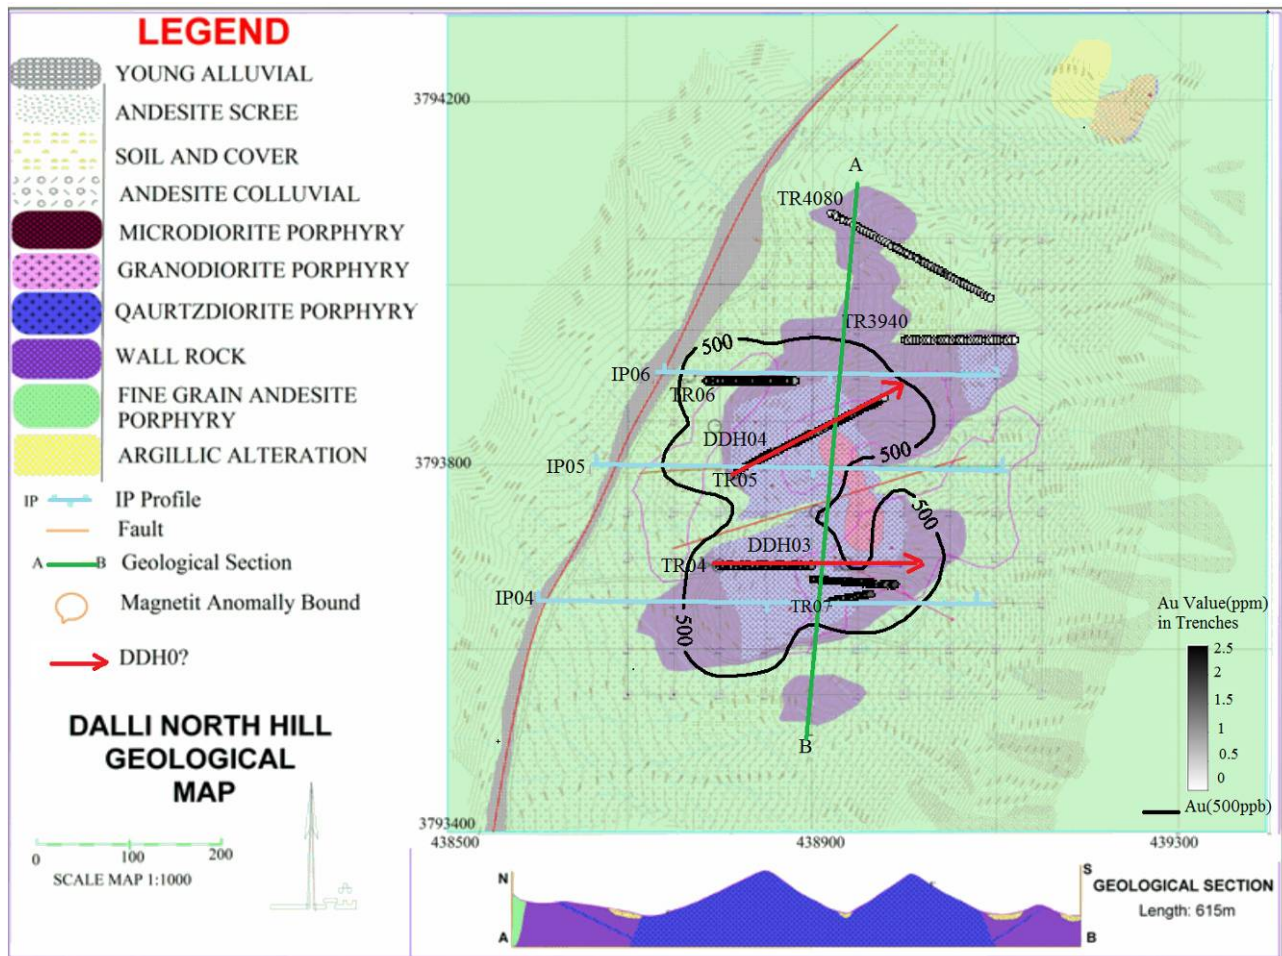 LEGEND
YOUNG ALLUVIAL
ANDESITE SCREE
SOIL AND COVER
ANDESITE COLLUVIAL
MICRODIORITE PORPHYRY
GRANODIORITE PORPHYRY
QAURTZDIORITE PORPHYRY
WALL ROCK
FINE GRAIN ANDESITE
PORPHYRY
ARGILLIC ALTERATION
IP IP Profile
Fault
A B Geological Section
Magnetit Anomally Bound
DDH0?
DALLI NORTH HILL
GEOLOGICAL
MAP
0 100 200
SCALE MAP 1:1000
3794200
A
TR4080
TR3940
500
IP06
TR06
DDH04
500
IP05
3793800
TR05
500
DDH03
TR04
IP04
TR07
500
B
3793400
438500
438900
439300
Au Value(ppm)
in Trenches
2.5
2
1.5
1
0.5
0
Au(500ppb)
N
S
A
B
GEOLOGICAL SECTION
Length: 615m